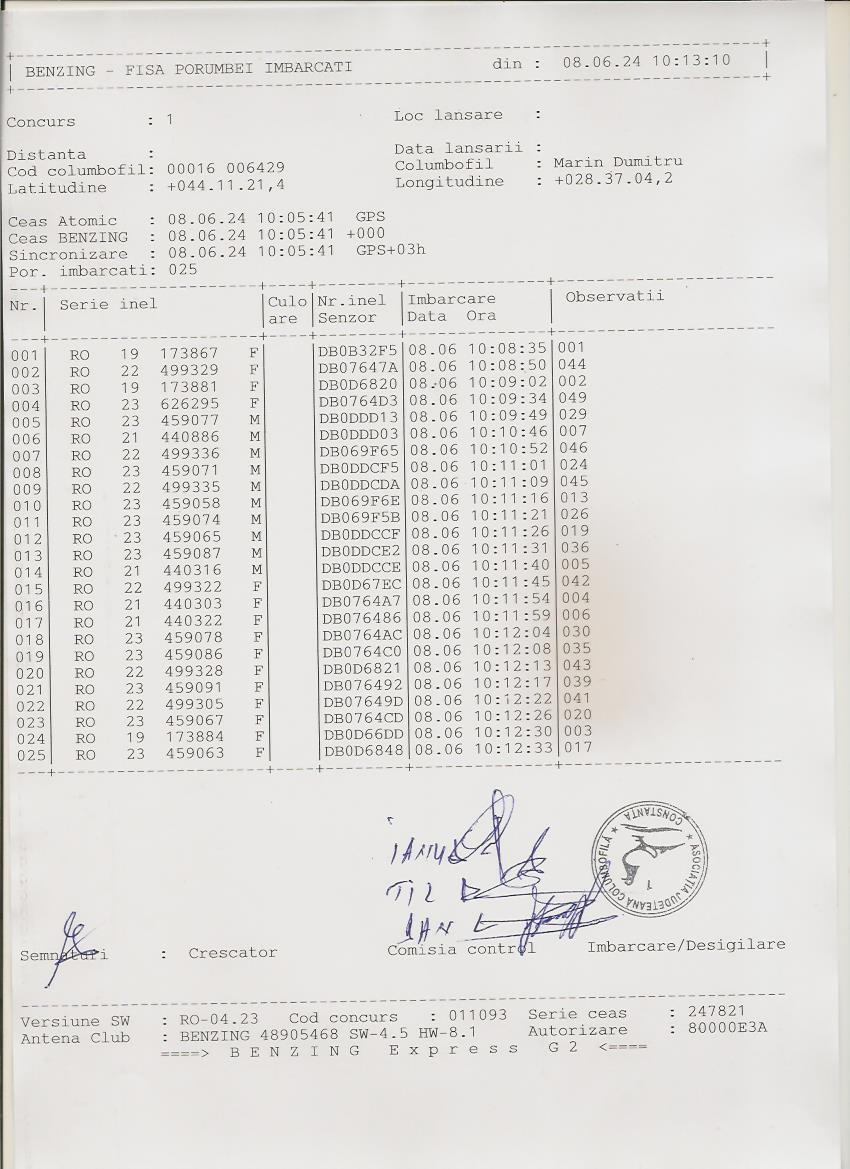 BENZING - FISA PORUMBEI IMBARCATI din : 08.06.24 10:13:10
Concurs : 1 Loc lansare :
Distanta : Data lansarii :
Cod columbofil: 00016 006429 Columbofil : Marin Dumitru
Latitudine : +044.11.21,4 Longitudine : +028.37.04,2
Ceas Atomic : 08.06.24 10:05:41 GPS
Ceas BENZING : 08.06.24 10:05:41 +000
Sincronizare : 08.06.24 10:05:41 GPS+03h
Por. imbarcati: 025
Nr. Serie inel Culo Nr.inel Imbarcare Observatii
are Senzor Data Ora
001 RO 19 173867 F DB0B32F5 08.06 10:08:35 001
002 RO 22 499329 F DB07647A 08.06 10:08:50 044
003 RO 19 173881 F DB0D6820 08.06 10:09:02 002
004 RO 23 626295 F DB0764D3 08.06 10:09:34 049
005 RO 23 459077 M DB0DDD13 08.06 10:09:49 029
006 RO 21 440886 M DB0DDD03 08.06 10:10:46 007
007 RO 22 499336 M DB069F65 08.06 10:10:52 046
008 RO 23 459071 M DB0DDCF5 08.06 10:11:01 024
009 RO 22 499335 M DB0DDCDA 08.06 10:11:09 045
010 RO 23 459058 M DB069F6E 08.06 10:11:16 013
011 RO 23 459074 M DB069F5B 08.06 10:11:21 026
012 RO 23 459065 M DB0DDCCF 08.06 10:11:26 019
013 RO 23 459087 M DB0DDCE2 08.06 10:11:31 036
014 RO 21 440316 M DB0DDCCE 08.06 10:11:40 005
015 RO 22 499322 F DB0D67EC 08.06 10:11:45 042
016 RO 21 440303 F DB0764A7 08.06 10:11:54 004
017 RO 21 440322 F DB076486 08.06 10:11:59 006
018 RO 23 459078 F DB0764AC 08.06 10:12:04 030
019 RO 23 459086 F DB0764C0 08.06 10:12:08 035
020 RO 22 499328 F DB0D6821 08.06 10:12:13 043
021 RO 23 459091 F DB076492 08.06 10:12:17 039
022 RO 22 499305 F DB07649D 08.06 10:12:22 041
023 RO 23 459067 F DB0764CD 08.06 10:12:26 020
024 RO 19 173884 F DB0D66DD 08.06 10:12:30 003
025 RO 23 459063 F DB0D6848 08.06 10:12:33 017
ASOCIATIA JUDETEANA COLUMBOFILĂ ★ CONSTANTA ★
1
Semnaturi : Crescator Comisia control Imbarcare/Desigilare
Versiune SW : RO-04.23 Cod concurs : 011093 Serie ceas : 247821
Antena Club : BENZING 48905468 SW-4.5 HW-8.1 Autorizare : 80000E3A
====> B E N Z I N G E x p r e s s G 2 <====